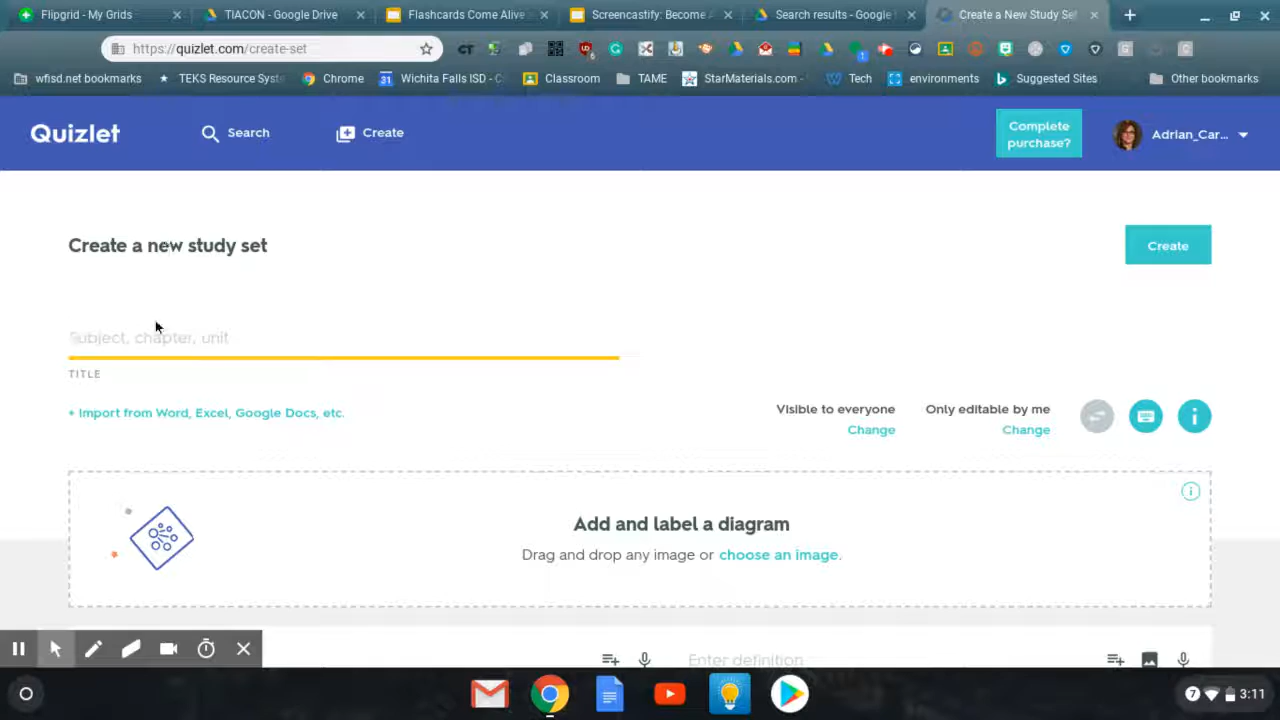 Flipgrid - My Grids
TIACON - Google Drive
Flashcards Come Alive
Screencastify: Become A
Search results - Google
Create a New Study Set
https://quizlet.com/create-set
wfisd.net bookmarks
TEKS Resource Syst
Chrome
31
Wichita Falls ISD - C
Classroom
TAME
StarMaterials.com -
Tech
environments
Suggested Sites
Other bookmarks
Quizlet
Search
Create
Complete
purchase?
Adrian_Car...
Create a new study set
Create
Subject, chapter, unit
TITLE
+ Import from Word, Excel, Google Docs, etc.
Visible to everyone
Change
Only editable by me
Change
Add and label a diagram
Drag and drop any image or choose an image.
Enter definition
7
3:11